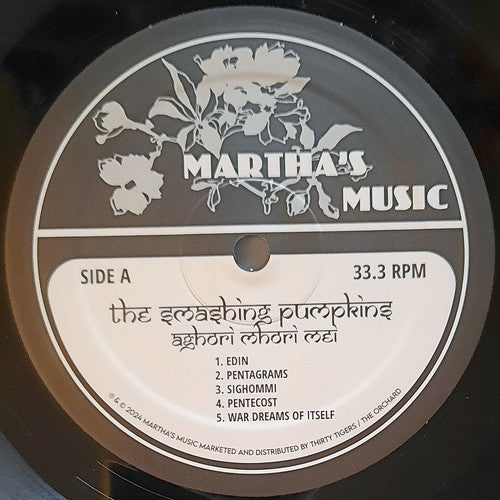 MARTHA'S
MUSIC
SIDE A
33.3 RPM
the smashing pumpkins
aghori mhori mei
1. EDIN
2. PENTAGRAMS
3. SIGHOMMI
4. PENTECOST
5. WAR DREAMS OF ITSELF
℗ & © 2024 MARTHA'S MUSIC MARKETED AND DISTRIBUTED BY THIRTY TIGERS / THE ORCHARD